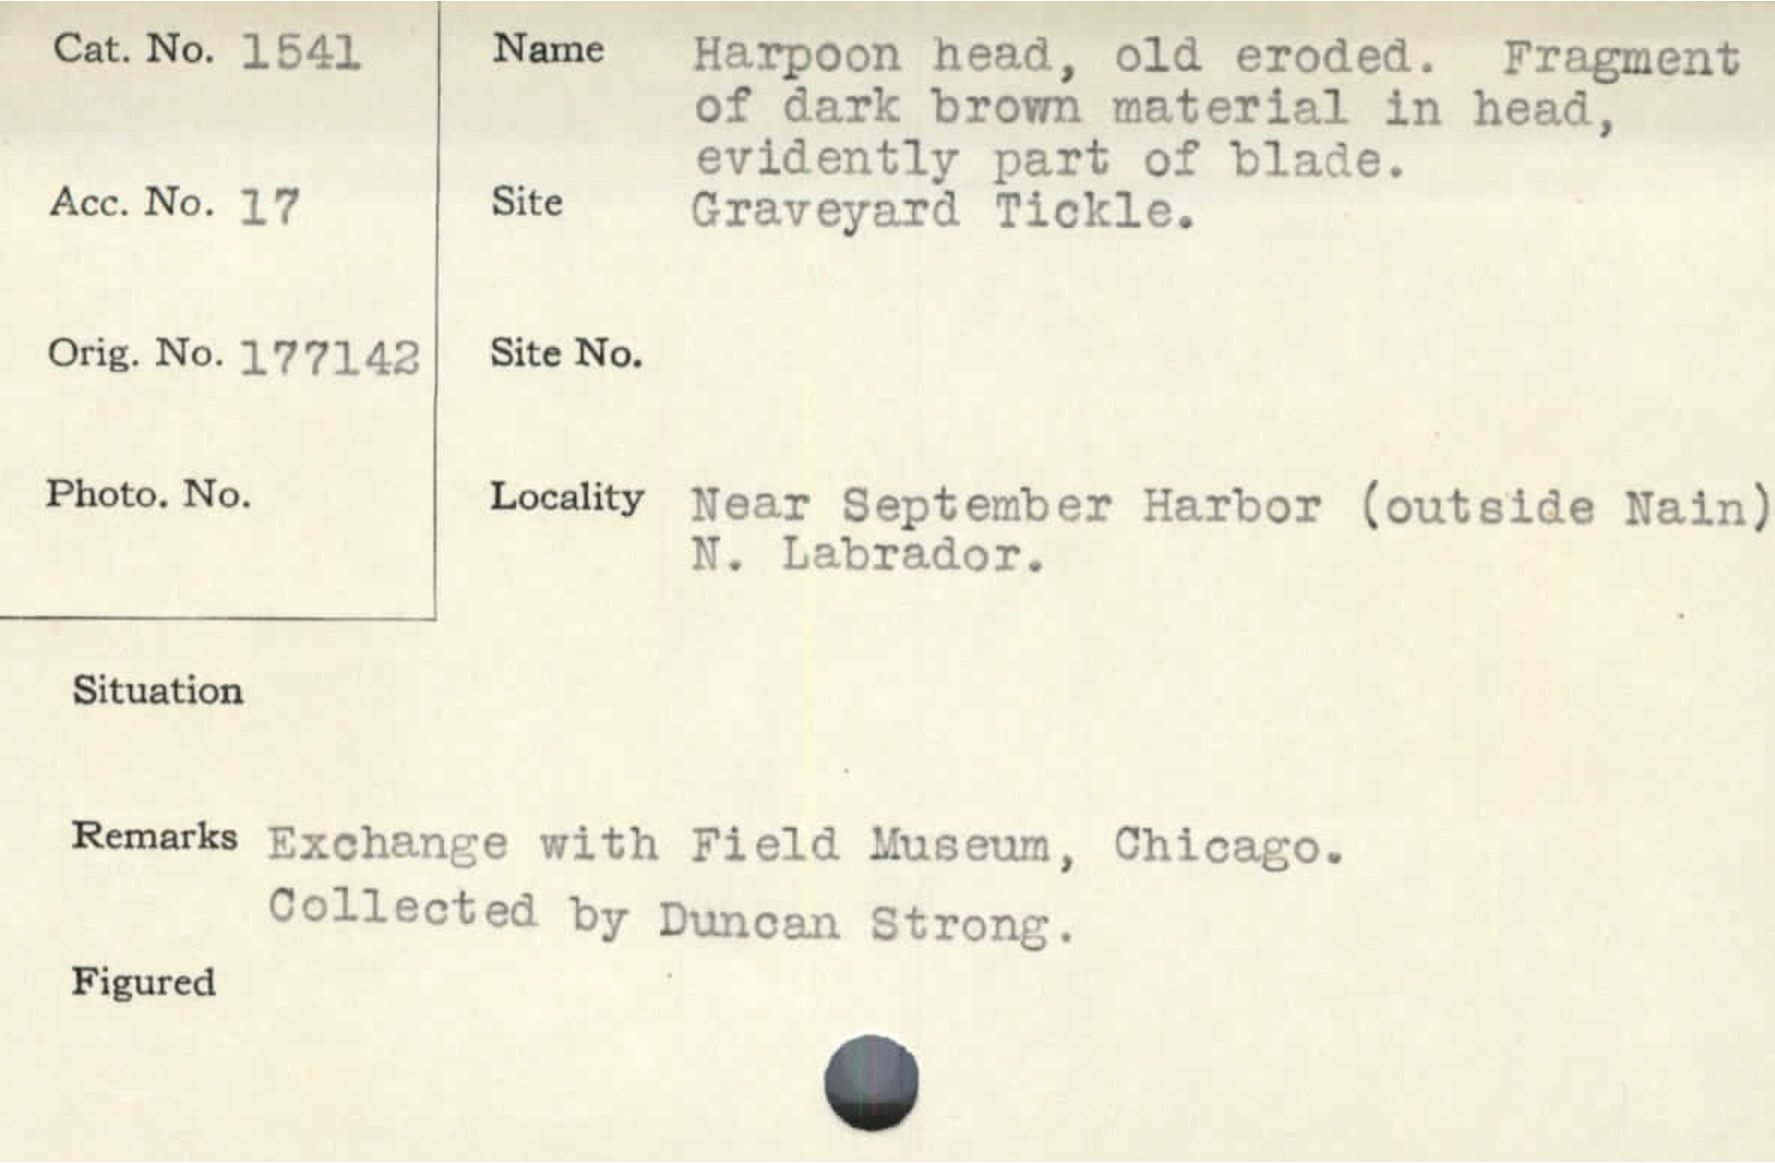 Cat. No. 1541
Name Harpoon head, old eroded. Fragment
of dark brown material in head,
evidently part of blade.
Acc. No. 17
Site Graveyard Tickle.
Orig. No. 177142
Site No.
Photo. No.
Locality Near September Harbor (outside Nain)
N. Labrador.
Situation
Remarks Exchange with Field Museum, Chicago.
Collected by Duncan Strong.
Figured